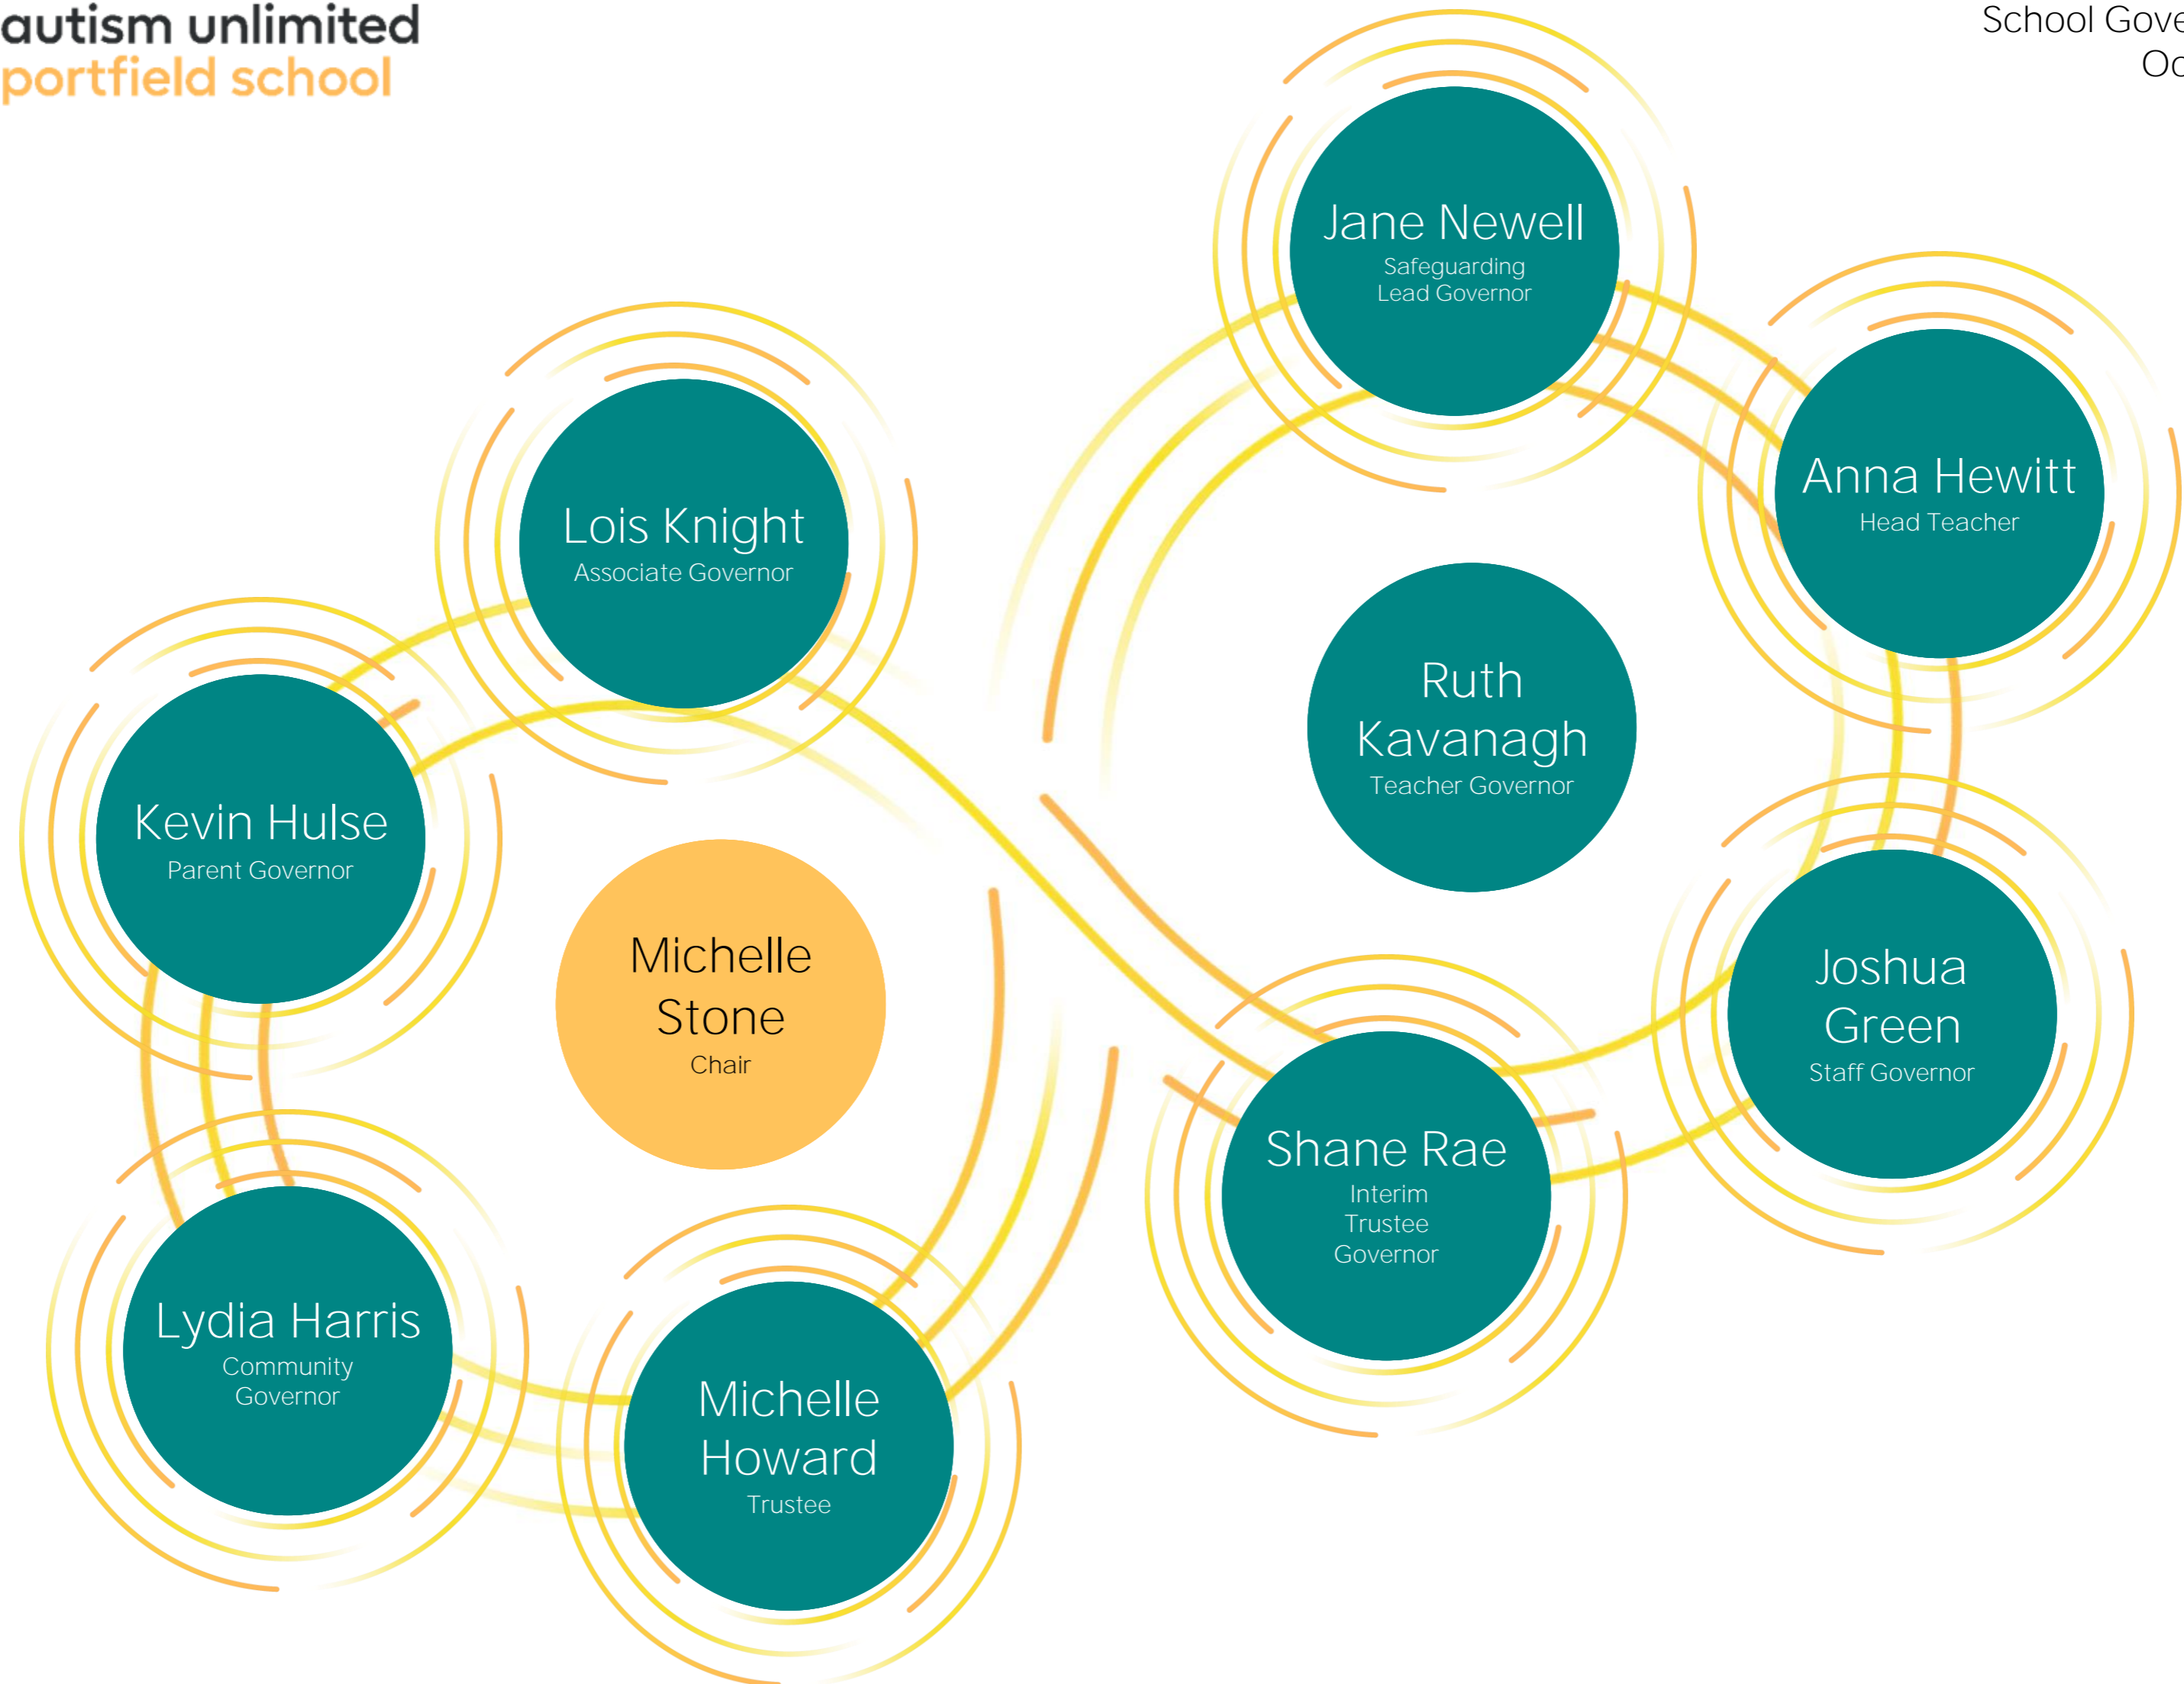 autism unlimited
portfield school
School
Jane Newell
Safeguarding
Lead Governor
Anna Hewitt
Head Teacher
Lois Knight
Associate Governor
Ruth
Kavanagh
Teacher Governor
Kevin Hulse
Parent Governor
Michelle
Stone
Chair
Joshua
Green
Staff Governor
Shane Rae
Interim
Trustee
Governor
Lydia Harris
Community
Governor
Michelle
Howard
Trustee